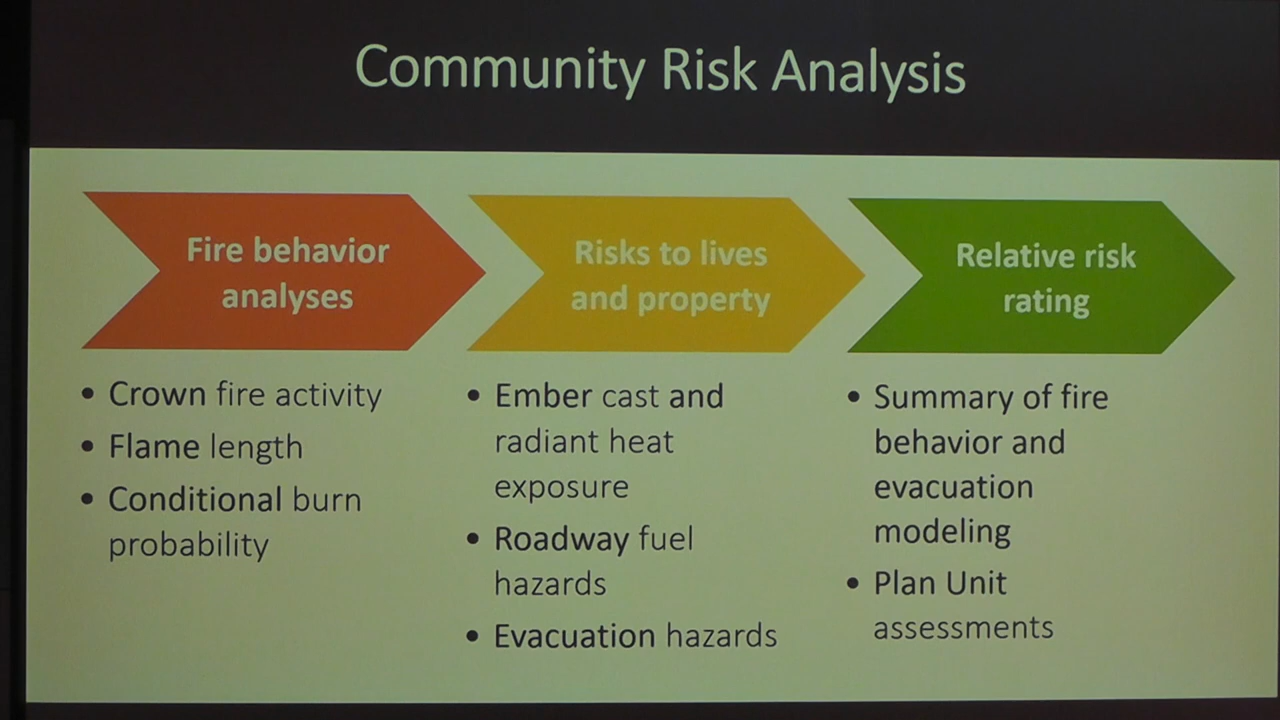 Community Risk Analysis
Fire behavior
analyses
• Crown fire activity
• Flame length
• Conditional burn
probability
Risks to lives
and property
• Ember cast and
radiant heat
exposure
• Roadway fuel
hazards
• Evacuation hazards
Relative risk
rating
• Summary of fire
behavior and
evacuation
modeling
• Plan Unit
assessments